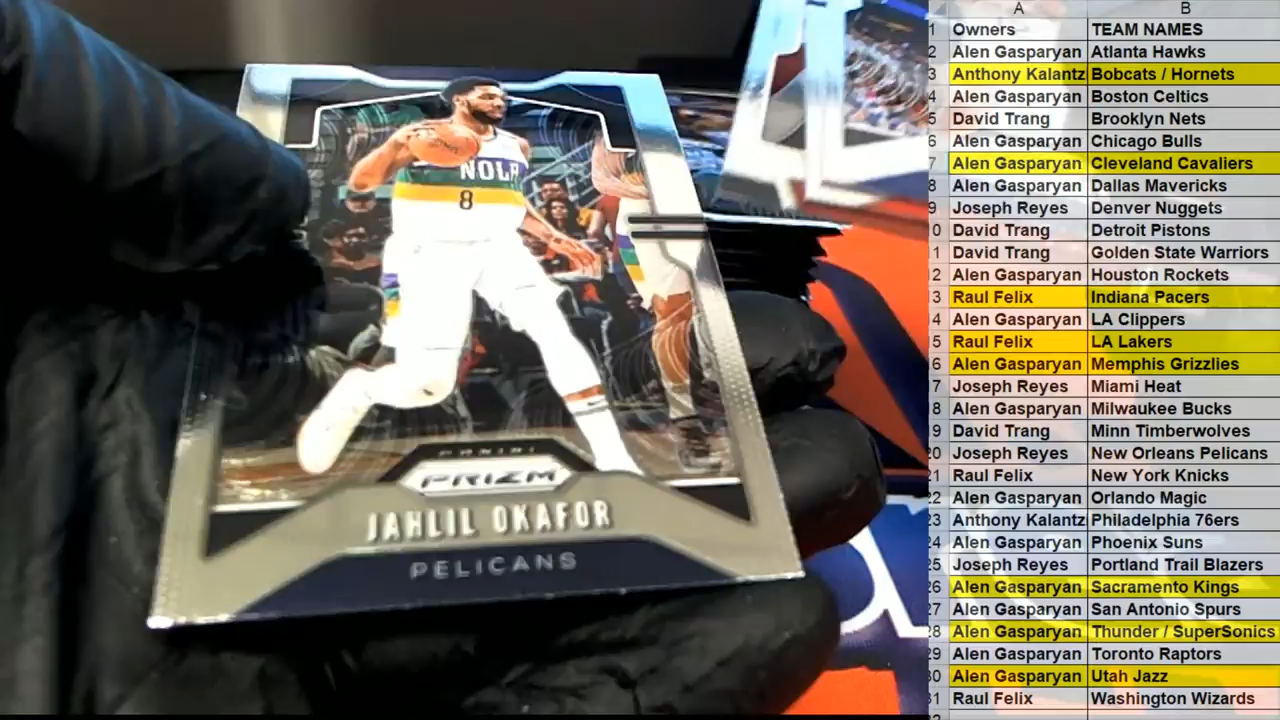 NOLA
8
PANINI
PRIZM
JAHLIL OKAFOR
PELICANS
A B
1 Owners TEAM NAMES
2 Alen Gasparyan Atlanta Hawks
3 Anthony Kalantz Bobcats / Hornets
4 Alen Gasparyan Boston Celtics
5 David Trang Brooklyn Nets
6 Alen Gasparyan Chicago Bulls
7 Alen Gasparyan Cleveland Cavaliers
8 Alen Gasparyan Dallas Mavericks
9 Joseph Reyes Denver Nuggets
0 David Trang Detroit Pistons
1 David Trang Golden State Warriors
2 Alen Gasparyan Houston Rockets
3 Raul Felix Indiana Pacers
4 Alen Gasparyan LA Clippers
5 Raul Felix LA Lakers
6 Alen Gasparyan Memphis Grizzlies
7 Joseph Reyes Miami Heat
8 Alen Gasparyan Milwaukee Bucks
9 David Trang Minn Timberwolves
20 Joseph Reyes New Orleans Pelicans
21 Raul Felix New York Knicks
22 Alen Gasparyan Orlando Magic
23 Anthony Kalantz Philadelphia 76ers
24 Alen Gasparyan Phoenix Suns
25 Joseph Reyes Portland Trail Blazers
26 Alen Gasparyan Sacramento Kings
27 Alen Gasparyan San Antonio Spurs
28 Alen Gasparyan Thunder / SuperSonics
29 Alen Gasparyan Toronto Raptors
30 Alen Gasparyan Utah Jazz
31 Raul Felix Washington Wizards